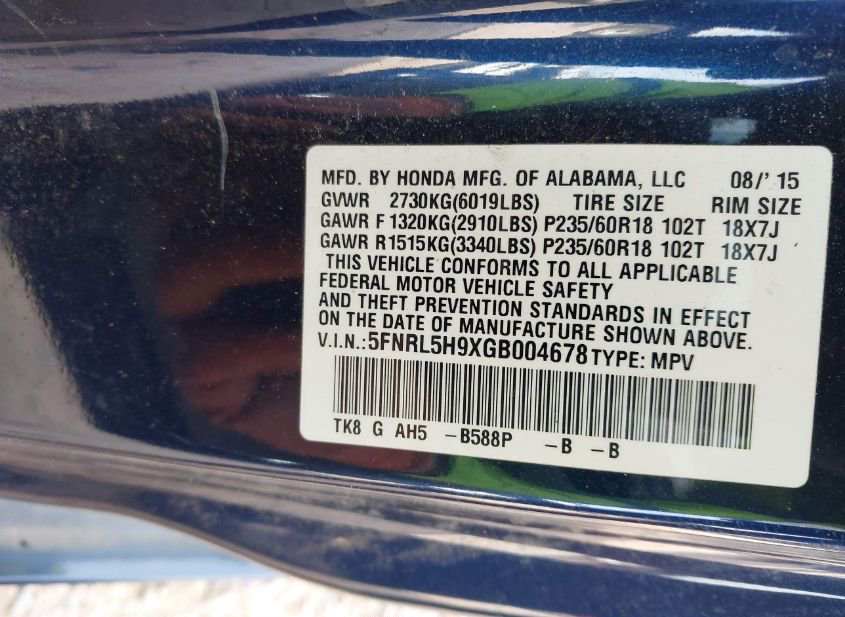 MFD. BY HONDA MFG. OF ALABAMA, LLC 08/'15
GVWR 2730KG(6019LBS) TIRE SIZE RIM SIZE
GAWR F 1320KG(2910LBS) P235/60R18 102T 18X7J
GAWR R1515KG(3340LBS) P235/60R18 102T 18X7J
THIS VEHICLE CONFORMS TO ALL APPLICABLE
FEDERAL MOTOR VEHICLE SAFETY
AND THEFT PREVENTION STANDARDS IN EFFECT
ON THE DATE OF MANUFACTURE SHOWN ABOVE.
V.I.N.:5FNRL5H9XGB004678 TYPE: MPV
TK8 G AH5 -B588P -B -B